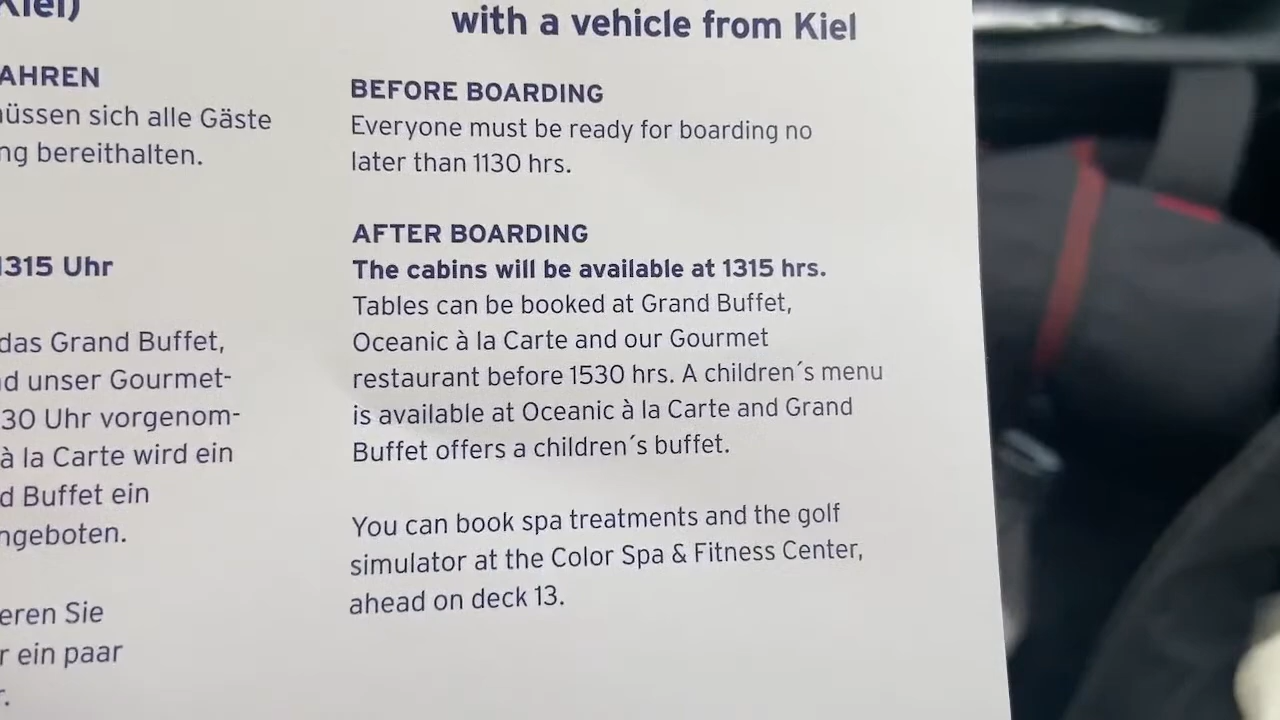 Kiel)
AHREN
müssen sich alle Gäste
ng bereithalten.
1315 Uhr
das Grand Buffet,
nd unser Gourmet-
30 Uhr vorgenom-
à la Carte wird ein
d Buffet ein
ngeboten.
eren Sie
r ein paar
r.
with a vehicle from Kiel
BEFORE BOARDING
Everyone must be ready for boarding no
later than 1130 hrs.
AFTER BOARDING
The cabins will be available at 1315 hrs.
Tables can be booked at Grand Buffet,
Oceanic à la Carte and our Gourmet
restaurant before 1530 hrs. A children´s menu
is available at Oceanic à la Carte and Grand
Buffet offers a children´s buffet.
You can book spa treatments and the golf
simulator at the Color Spa & Fitness Center,
ahead on deck 13.